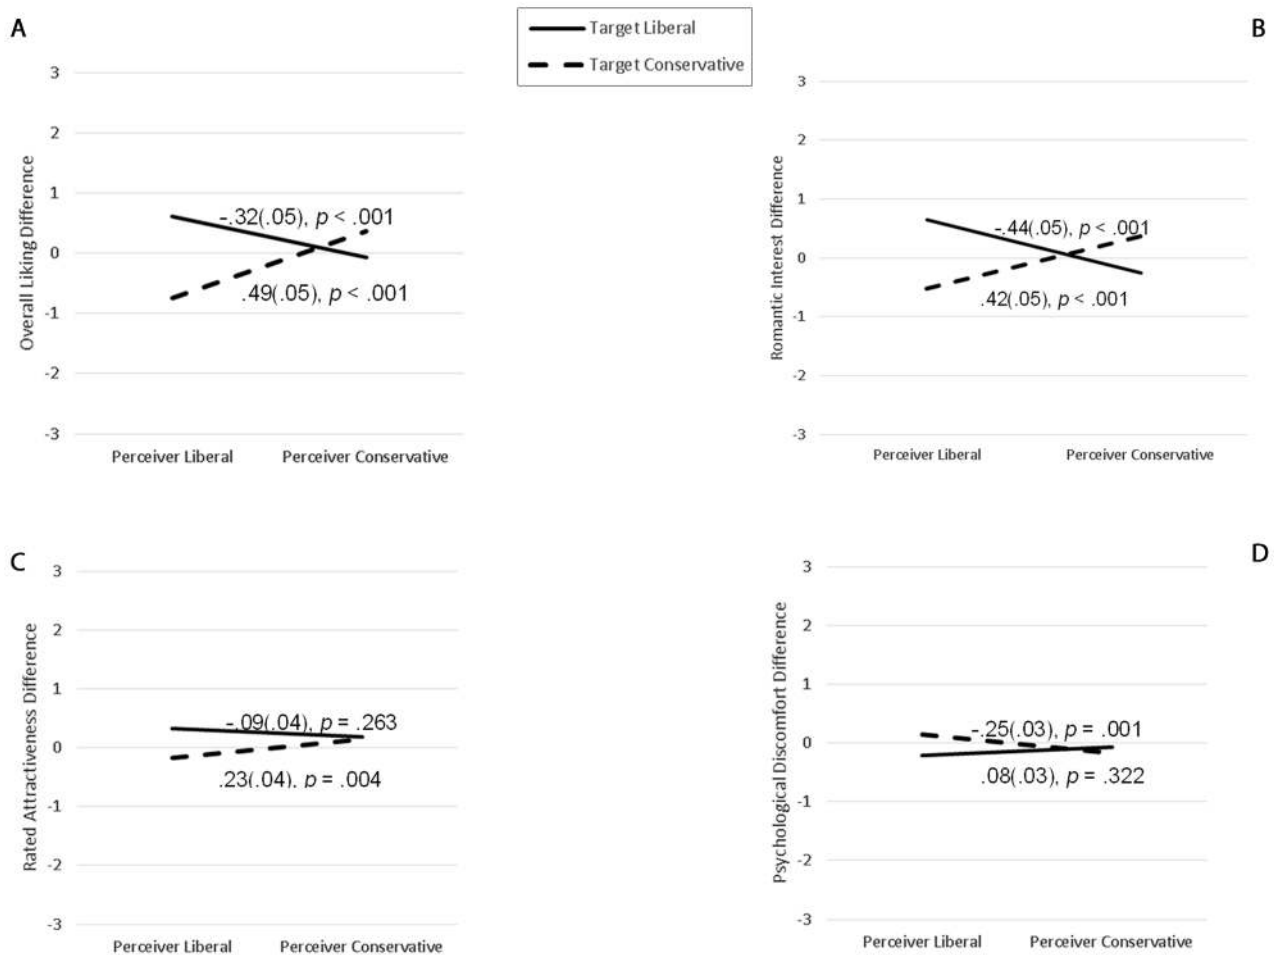 A
Target Liberal
Target Conservative
B
3
2
1
0
-1
-2
-3
Overall Liking Difference
-.32(.05), p < .001
.49(.05), p < .001
Perceiver Liberal Perceiver Conservative
3
2
1
0
-1
-2
-3
Romantic Interest Difference
-.44(.05), p < .001
.42(.05), p < .001
Perceiver Liberal Perceiver Conservative
C
3
2
1
0
-1
-2
-3
Rated Attractiveness Difference
-.09(.04), p = .263
.23(.04), p = .004
Perceiver Liberal Perceiver Conservative
D
3
2
1
0
-1
-2
-3
Psychological Discomfort Difference
-.25(.03), p = .001
.08(.03), p = .322
Perceiver Liberal Perceiver Conservative